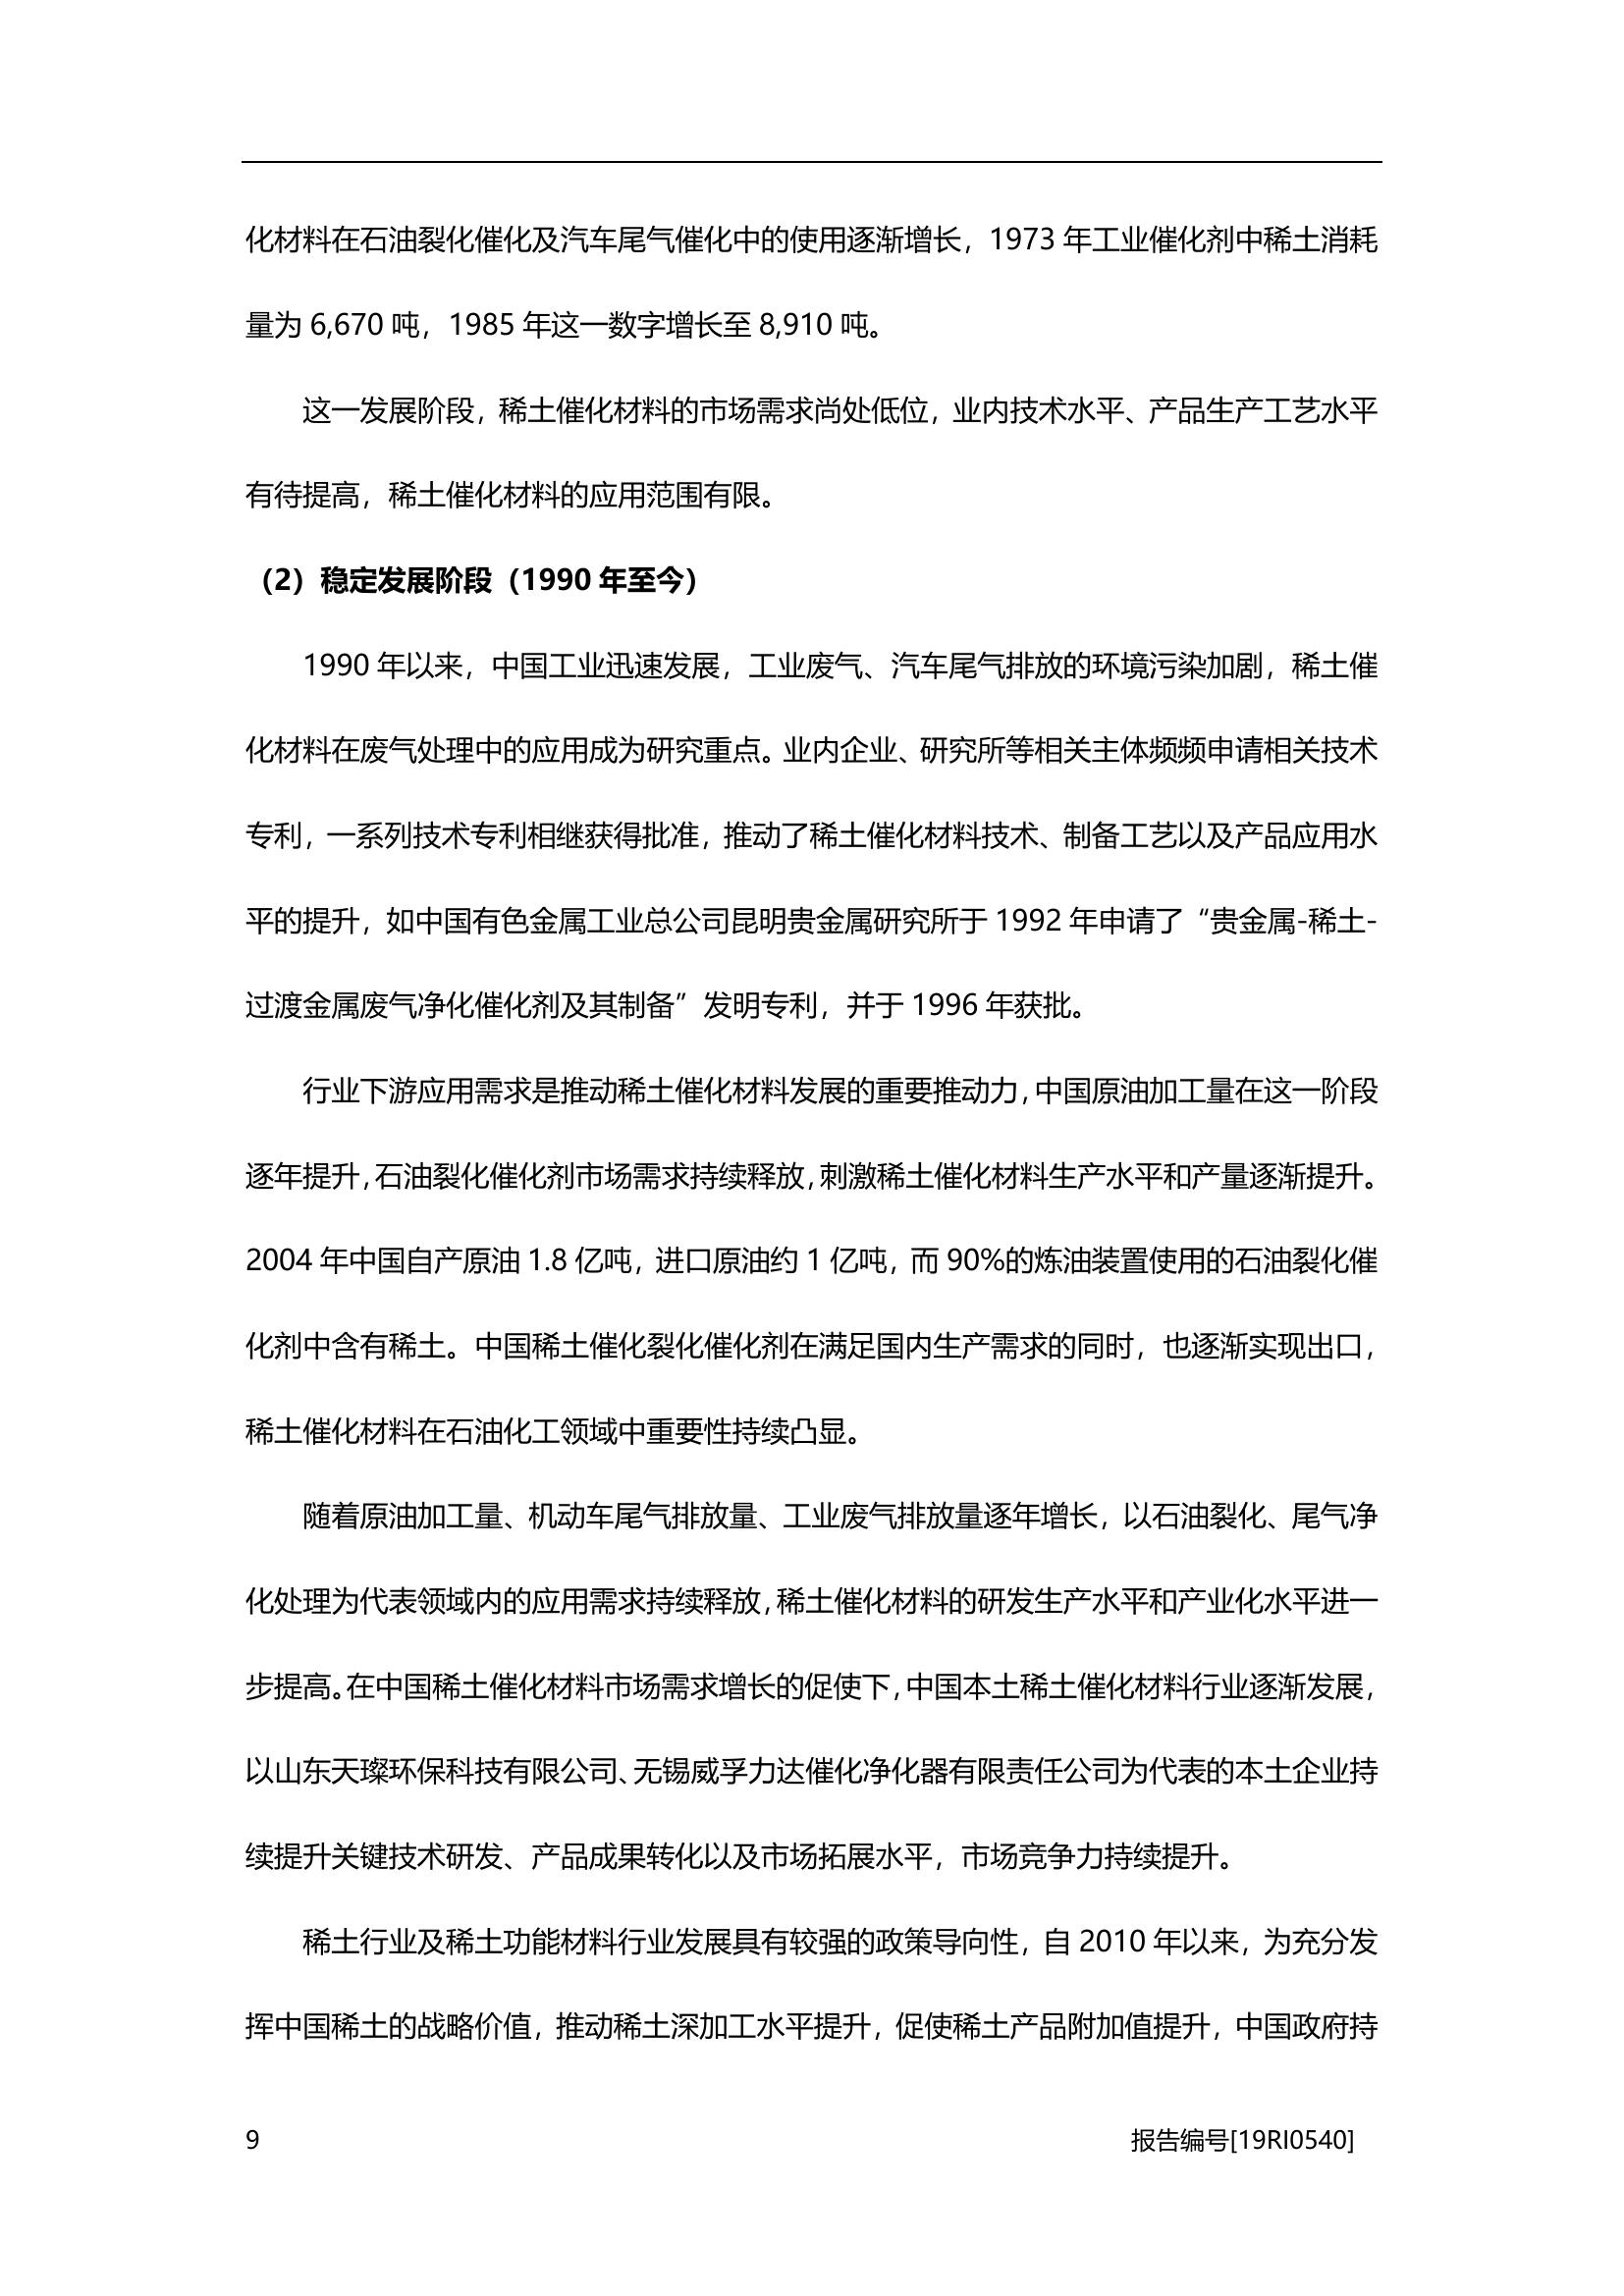 化材料在石油裂化催化及汽车尾气催化中的使用逐渐增长，1973 年工业催化剂中稀土消耗
量为 6,670 吨，1985 年这一数字增长至 8,910 吨。
这一发展阶段，稀土催化材料的市场需求尚处低位，业内技术水平、产品生产工艺水平
有待提高，稀土催化材料的应用范围有限。
（2）稳定发展阶段（1990 年至今）
1990 年以来，中国工业迅速发展，工业废气、汽车尾气排放的环境污染加剧，稀土催
化材料在废气处理中的应用成为研究重点。业内企业、研究所等相关主体频频申请相关技术
专利，一系列技术专利相继获得批准，推动了稀土催化材料技术、制备工艺以及产品应用水
平的提升，如中国有色金属工业总公司昆明贵金属研究所于 1992 年申请了“贵金属-稀土-
过渡金属废气净化催化剂及其制备”发明专利，并于 1996 年获批。
行业下游应用需求是推动稀土催化材料发展的重要推动力，中国原油加工量在这一阶段
逐年提升，石油裂化催化剂市场需求持续释放，刺激稀土催化材料生产水平和产量逐渐提升。
2004 年中国自产原油 1.8 亿吨，进口原油约 1 亿吨，而 90%的炼油装置使用的石油裂化催
化剂中含有稀土。中国稀土催化裂化催化剂在满足国内生产需求的同时，也逐渐实现出口，
稀土催化材料在石油化工领域中重要性持续凸显。
随着原油加工量、机动车尾气排放量、工业废气排放量逐年增长，以石油裂化、尾气净
化处理为代表领域内的应用需求持续释放，稀土催化材料的研发生产水平和产业化水平进一
步提高。在中国稀土催化材料市场需求增长的促使下，中国本土稀土催化材料行业逐渐发展，
以山东天璨环保科技有限公司、无锡威孚力达催化净化器有限责任公司为代表的本土企业持
续提升关键技术研发、产品成果转化以及市场拓展水平，市场竞争力持续提升。
稀土行业及稀土功能材料行业发展具有较强的政策导向性，自 2010 年以来，为充分发
挥中国稀土的战略价值，推动稀土深加工水平提升，促使稀土产品附加值提升，中国政府持
9
报告编号[19RI0540]